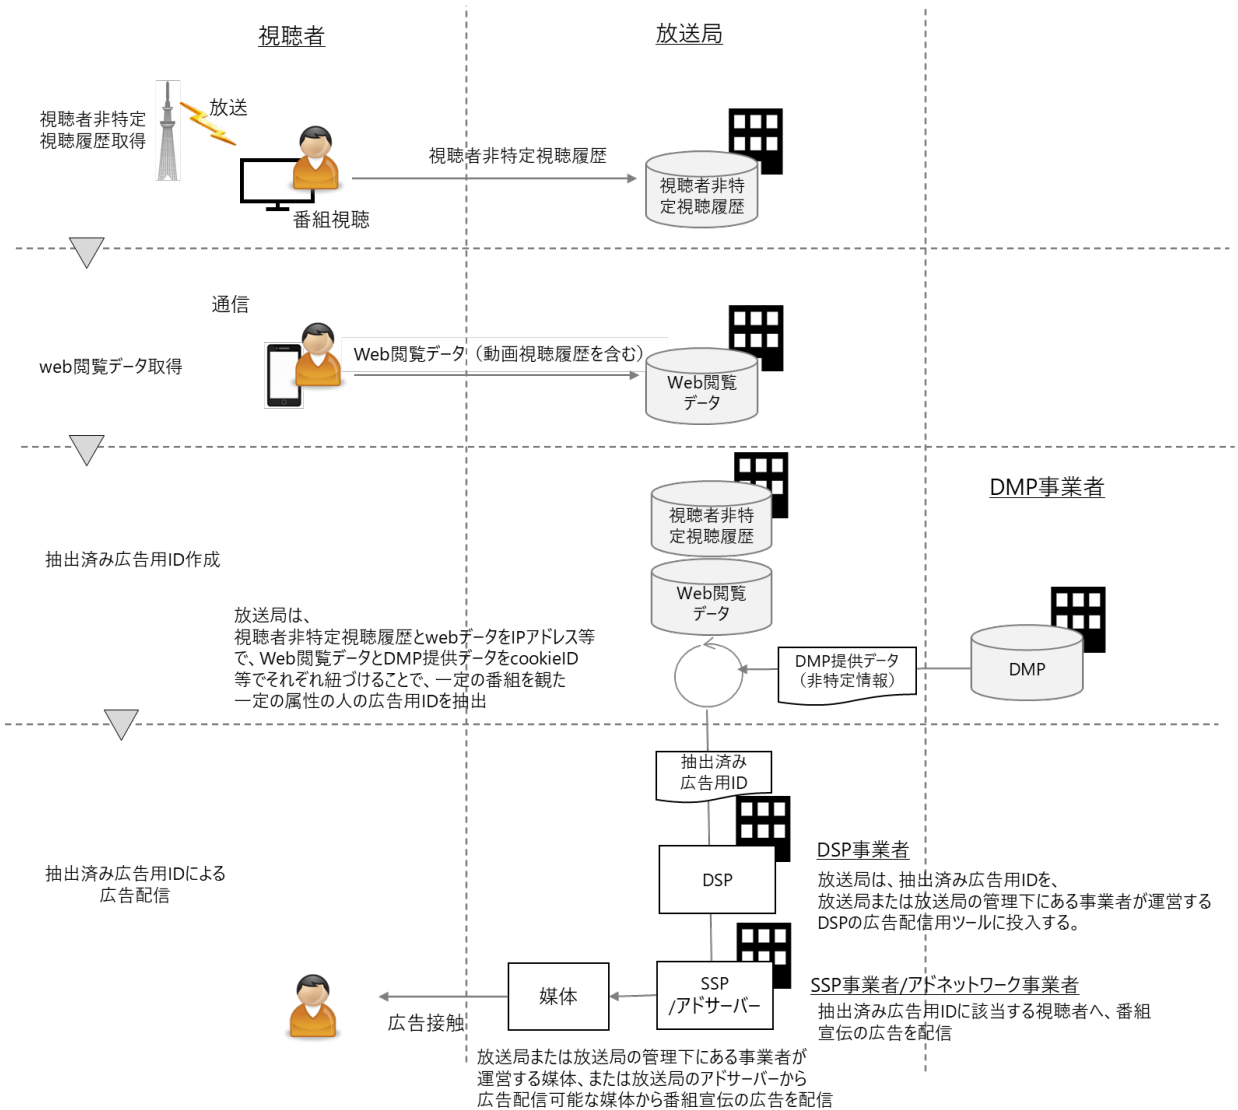 視聴者
放送局
視聴者非特定
視聴履歴取得
放送
番組視聴
視聴者非特定視聴履歴
視聴者非特
定視聴履歴
通信
web閲覧データ取得
Web閲覧データ（動画視聴履歴を含む）
Web閲覧
データ
DMP事業者
抽出済み広告用ID作成
視聴者非特
定視聴履歴
Web閲覧
データ
放送局は、
視聴者非特定視聴履歴とwebデータをIPアドレス等
で、Web閲覧データとDMP提供データをcookieID
等でそれぞれ紐づけることで、一定の番組を観た
一定の属性の人の広告用IDを抽出
DMP提供データ
（非特定情報）
DMP
抽出済み
広告用ID
抽出済み広告用IDによる
広告配信
DSP
DSP事業者
放送局は、抽出済み広告用IDを、
放送局または放送局の管理下にある事業者が運営する
DSPの広告配信用ツールに投入する。
広告接触
媒体
SSP
/アドサーバー
SSP事業者/アドネットワーク事業者
抽出済み広告用IDに該当する視聴者へ、番組
宣伝の広告を配信
放送局または放送局の管理下にある事業者が
運営する媒体、または放送局のアドサーバーから
広告配信可能な媒体から番組宣伝の広告を配信